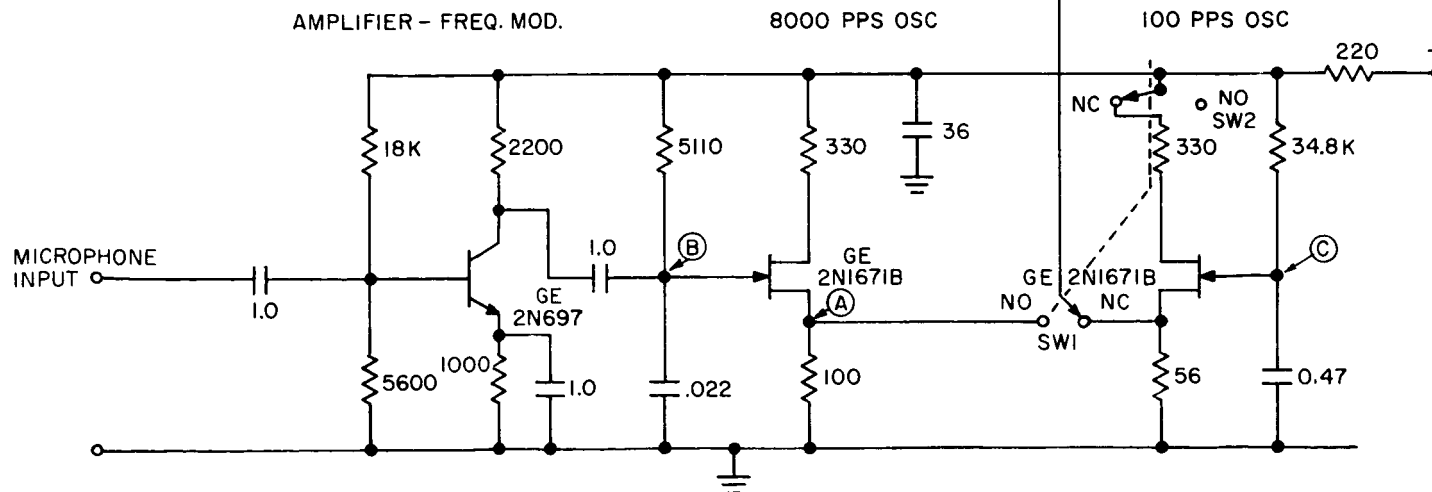 AMPLIFIER - FREQ. MOD.
8000 PPS OSC
100 PPS OSC
220
NC
NO
SW2
18K
2200
5110
330
36
330
34.8K
MICROPHONE
INPUT
1.0
1.0
B
GE
2N1671B
A
GE 2N1671B
C
GE
2N697
NO
NC
SW1
5600
1000
1.0
.022
100
56
0.47